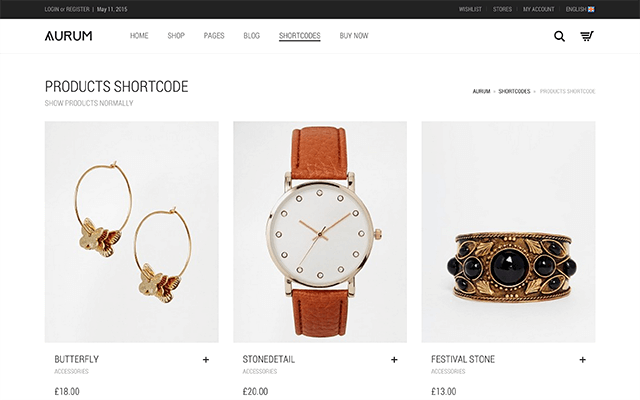 LOGIN or REGISTER | May 11, 2015
WISHLIST | STORES | MY ACCOUNT | ENGLISH
AURUM
HOME SHOP PAGES BLOG SHORTCODES BUY NOW
PRODUCTS SHORTCODE
SHOW PRODUCTS NORMALLY
AURUM » SHORTCODES » PRODUCTS SHORTCODE
BUTTERFLY +
ACCESSORIES
£18.00
STONEDETAIL +
ACCESSORIES
£20.00
FESTIVAL STONE +
ACCESSORIES
£13.00